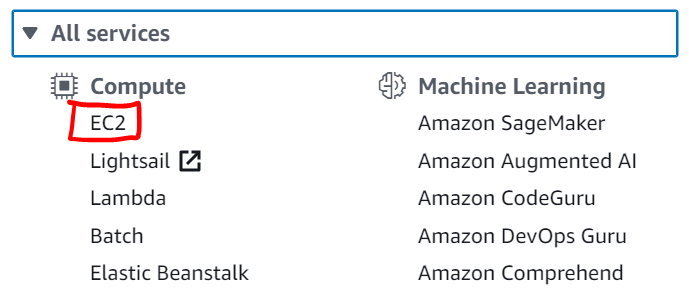 All services
Compute
EC2
Lightsail
Lambda
Batch
Elastic Beanstalk
Machine Learning
Amazon SageMaker
Amazon Augmented AI
Amazon CodeGuru
Amazon DevOps Guru
Amazon Comprehend